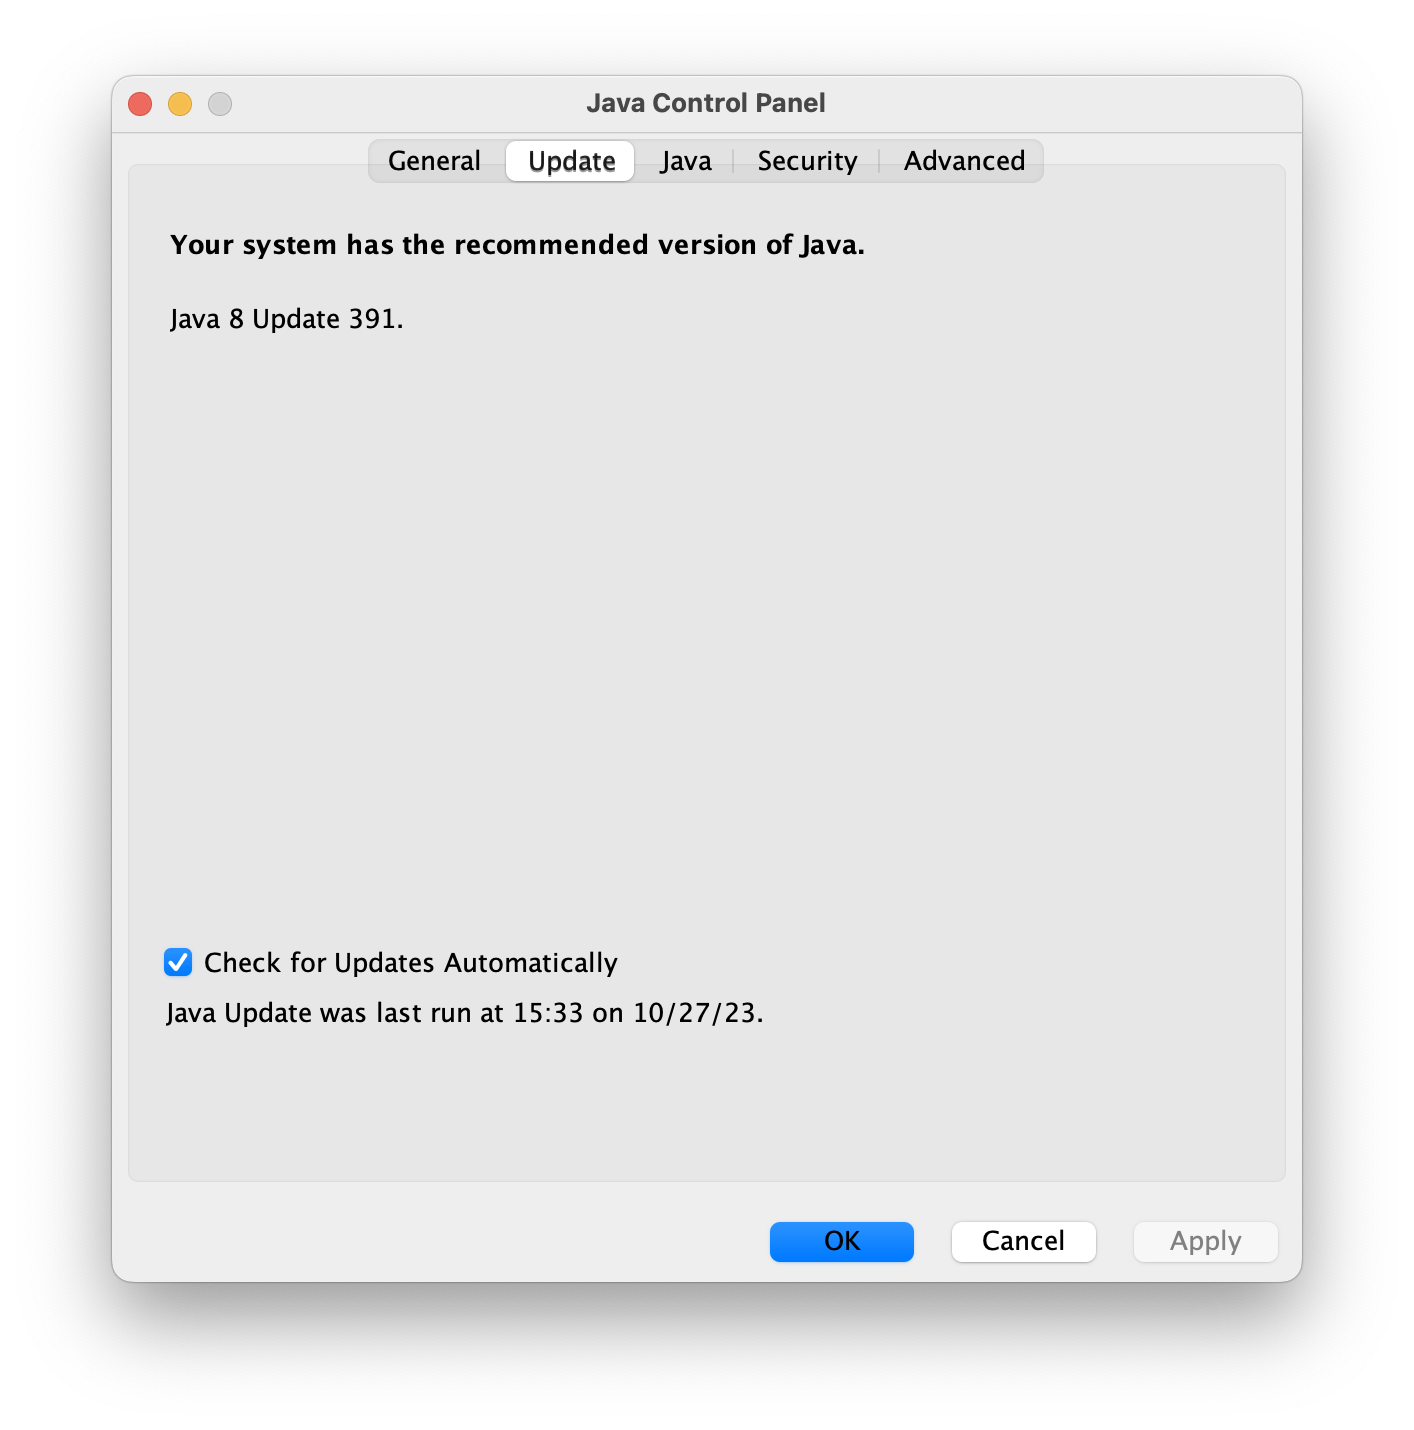 Java Control Panel
General Update Java Security Advanced
Your system has the recommended version of Java.
Java 8 Update 391.
Check for Updates Automatically
Java Update was last run at 15:33 on 10/27/23.
OK Cancel Apply